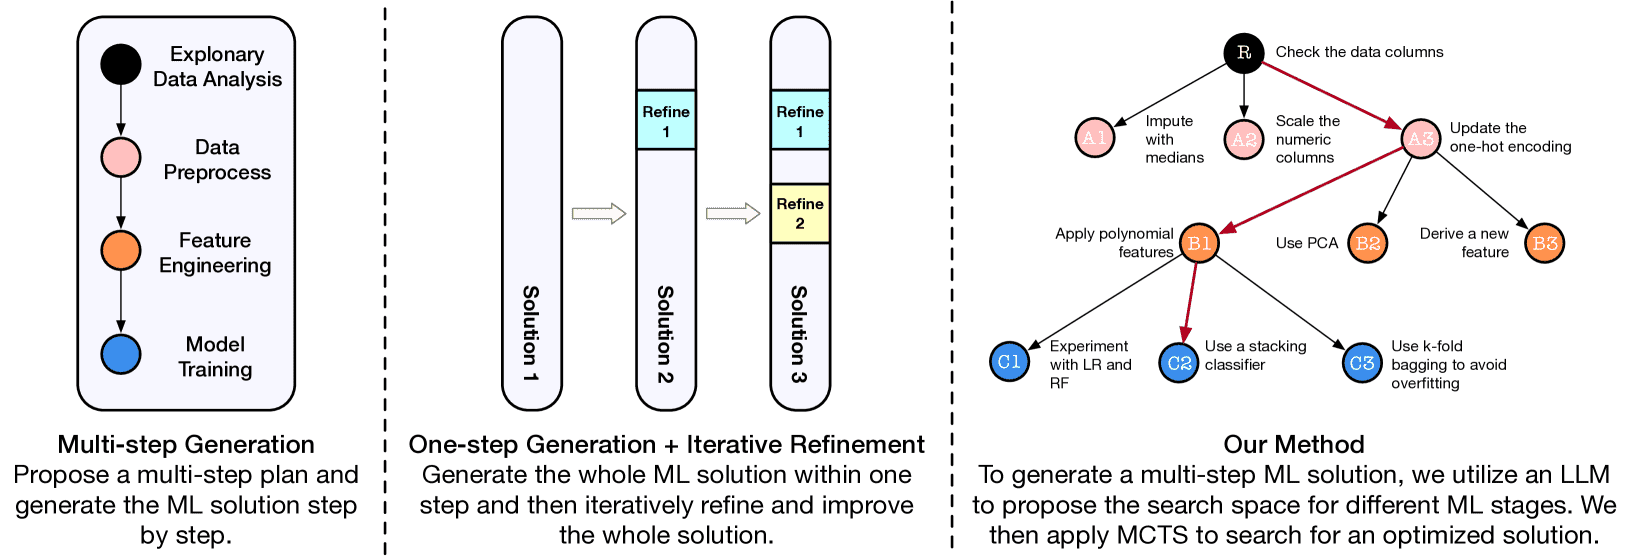 Explonary
Data Analysis
Data
Preprocess
Feature
Engineering
Model
Training
Multi-step Generation
Propose a multi-step plan and
generate the ML solution step
by step.
Solution 1
Refine
1
Solution 2
Refine
1
Refine
2
Solution 3
One-step Generation + Iterative Refinement
Generate the whole ML solution within one
step and then iteratively refine and improve
the whole solution.
R
Check the data columns
A1
Impute
with
medians
A2
Scale the
numeric
columns
A3
Update the
one-hot encoding
Apply polynomial
features
B1
Use PCA
B2
Derive a new
feature
B3
C1
Experiment
with LR and
RF
C2
Use a stacking
classifier
C3
Use k-fold
bagging to avoid
overfitting
Our Method
To generate a multi-step ML solution, we utilize an LLM
to propose the search space for different ML stages. We
then apply MCTS to search for an optimized solution.